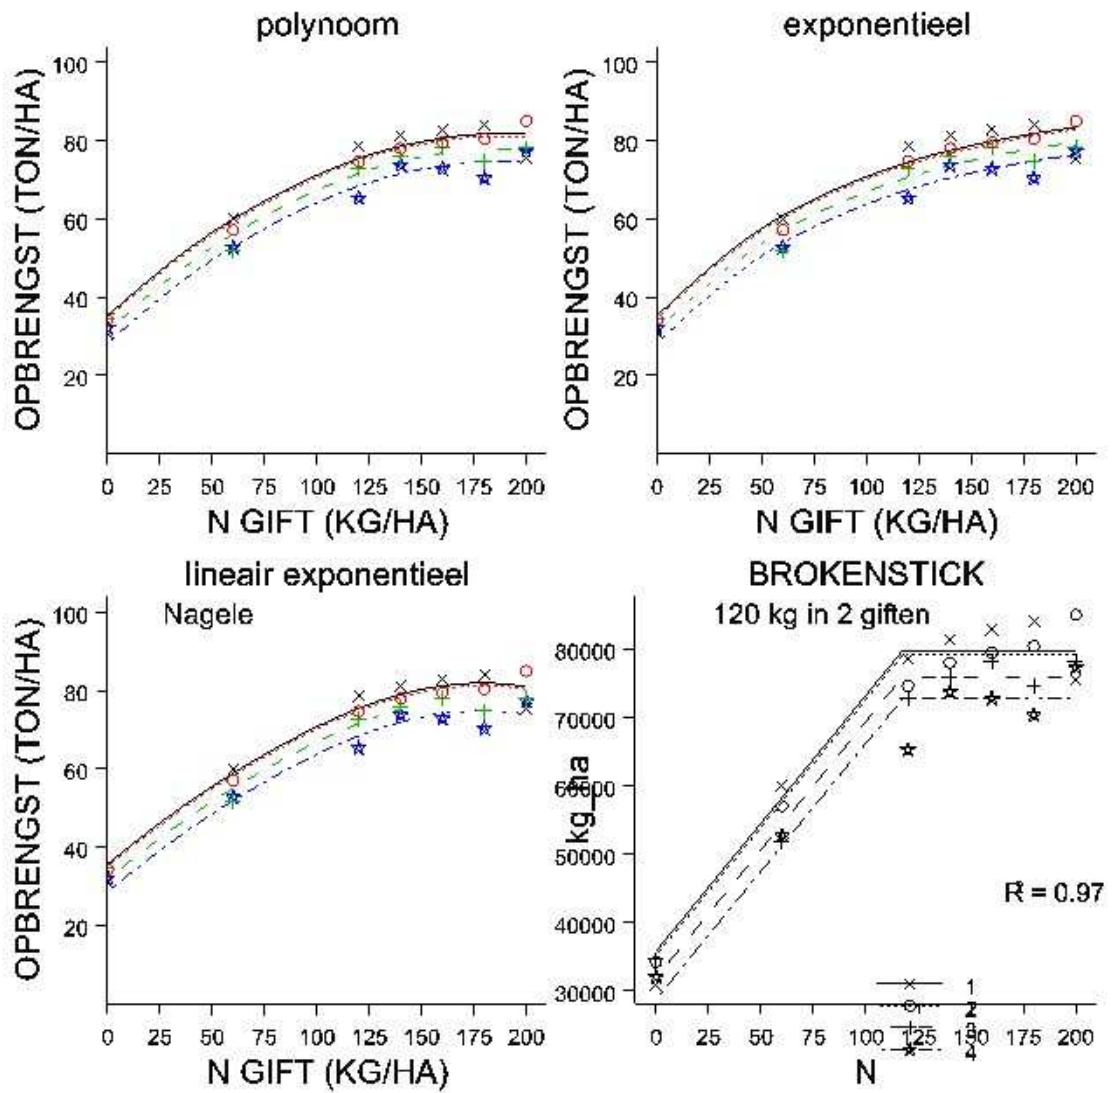 polynoom
OPBRENGST (TON/HA)
100
80
60
40
20
0 25 50 75 100 125 150 175 200
N GIFT (KG/HA)
exponentieel
OPBRENGST (TON/HA)
100
80
60
40
20
0 25 50 75 100 125 150 175 200
N GIFT (KG/HA)
lineair exponentieel
Nagele
OPBRENGST (TON/HA)
100
80
60
40
20
0 25 50 75 100 125 150 175 200
N GIFT (KG/HA)
BROKENSTICK
120 kg in 2 giften
kg_ha
80000
70000
60000
50000
40000
30000
R² = 0.97
1
2
3
4
0 25 50 75 100 125 150 175 200
N